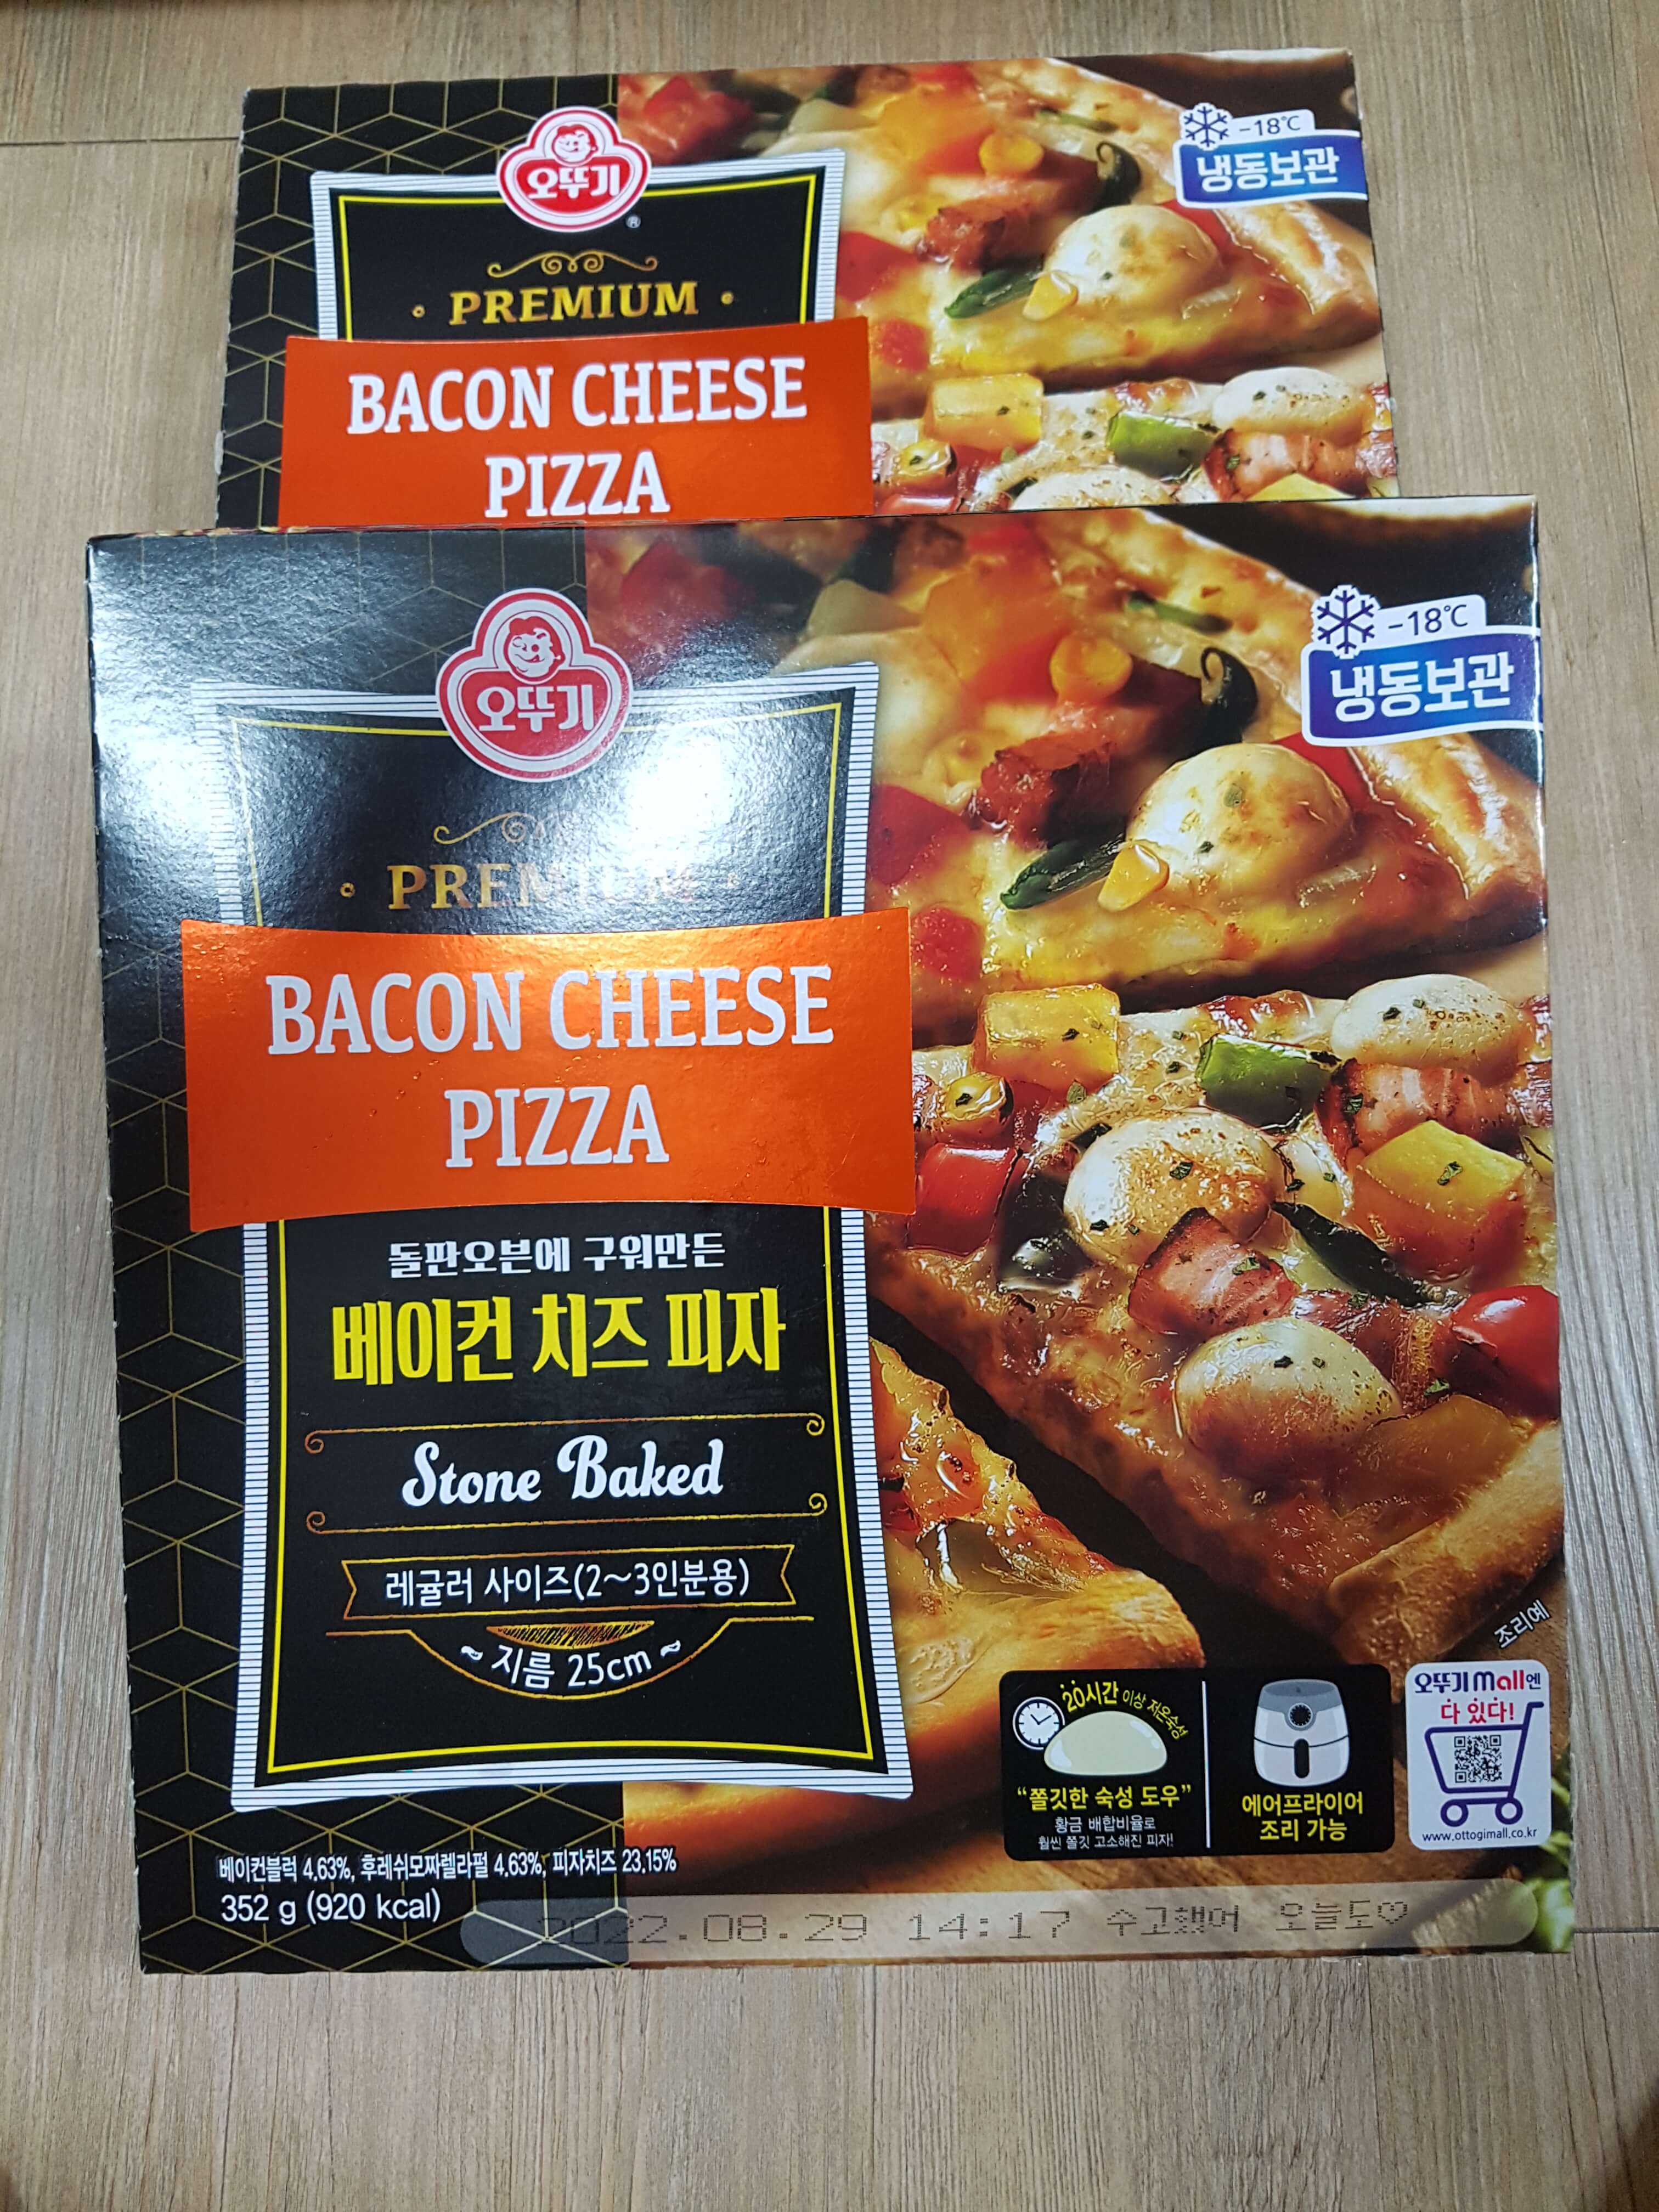 오뚜기
®
PREMIUM
BACON CHEESE
PIZZA
-18℃
냉동보관
오뚜기
PREMIUM
BACON CHEESE
PIZZA
돌판오븐에 구워만든
베이컨 치즈 피자
Stone Baked
레귤러 사이즈(2~3인분용)
~ 지름 25cm ~
-18℃
냉동보관
조리예
20시간 이상 저온숙성
“쫄깃한 숙성 도우”
황금 배합비율로
훨씬 쫄깃 고소해진 피자!
에어프라이어
조리 가능
오뚜기mall엔
다 있다!
www.ottogimall.co.kr
베이컨블럭 4.63%, 후레쉬모짜렐라펄 4.63%, 피자치즈 23.15%
352 g (920 kcal)
2022.08.29 14:17 수고했어 오늘도♡